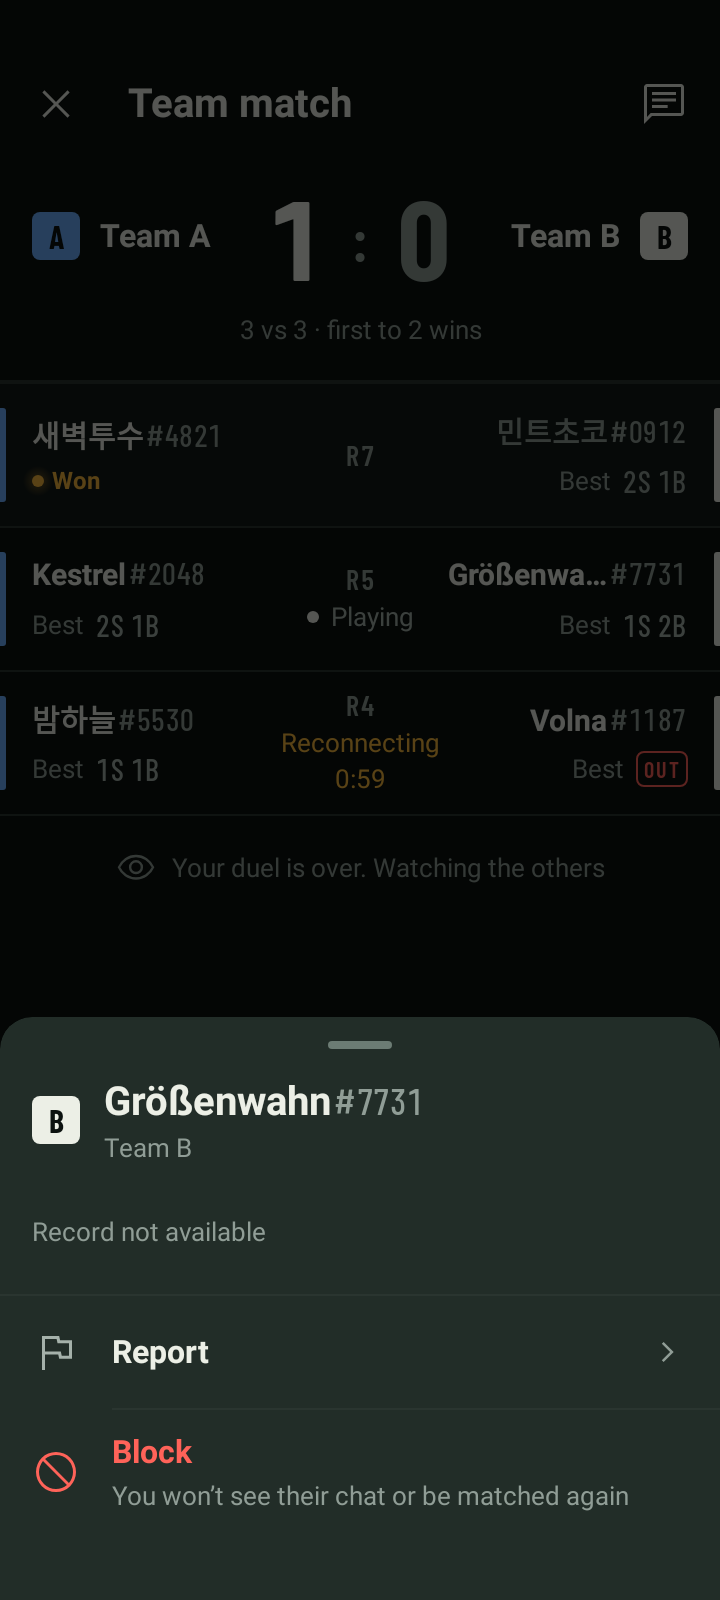 Team match
A Team A 1 : 0 Team B B
3 vs 3 · first to 2 wins
새벽투수#4821 R7 민트초코#0912
Won Best 2S 1B
Kestrel#2048 R5 Größenwa...#7731
Best 2S 1B Playing Best 1S 2B
밤하늘#5530 R4 Volna#1187
Best 1S 1B Reconnecting Best OUT
0:59
Your duel is over. Watching the others
B Größenwahn#7731
Team B
Record not available
Report
Block
You won’t see their chat or be matched again